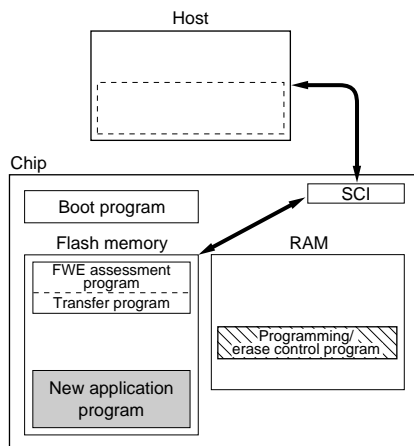 Host
Chip
SCI
Boot program
Flash memory
RAM
FWE assessment
program
Transfer program
Programming/
erase control program
New application
program